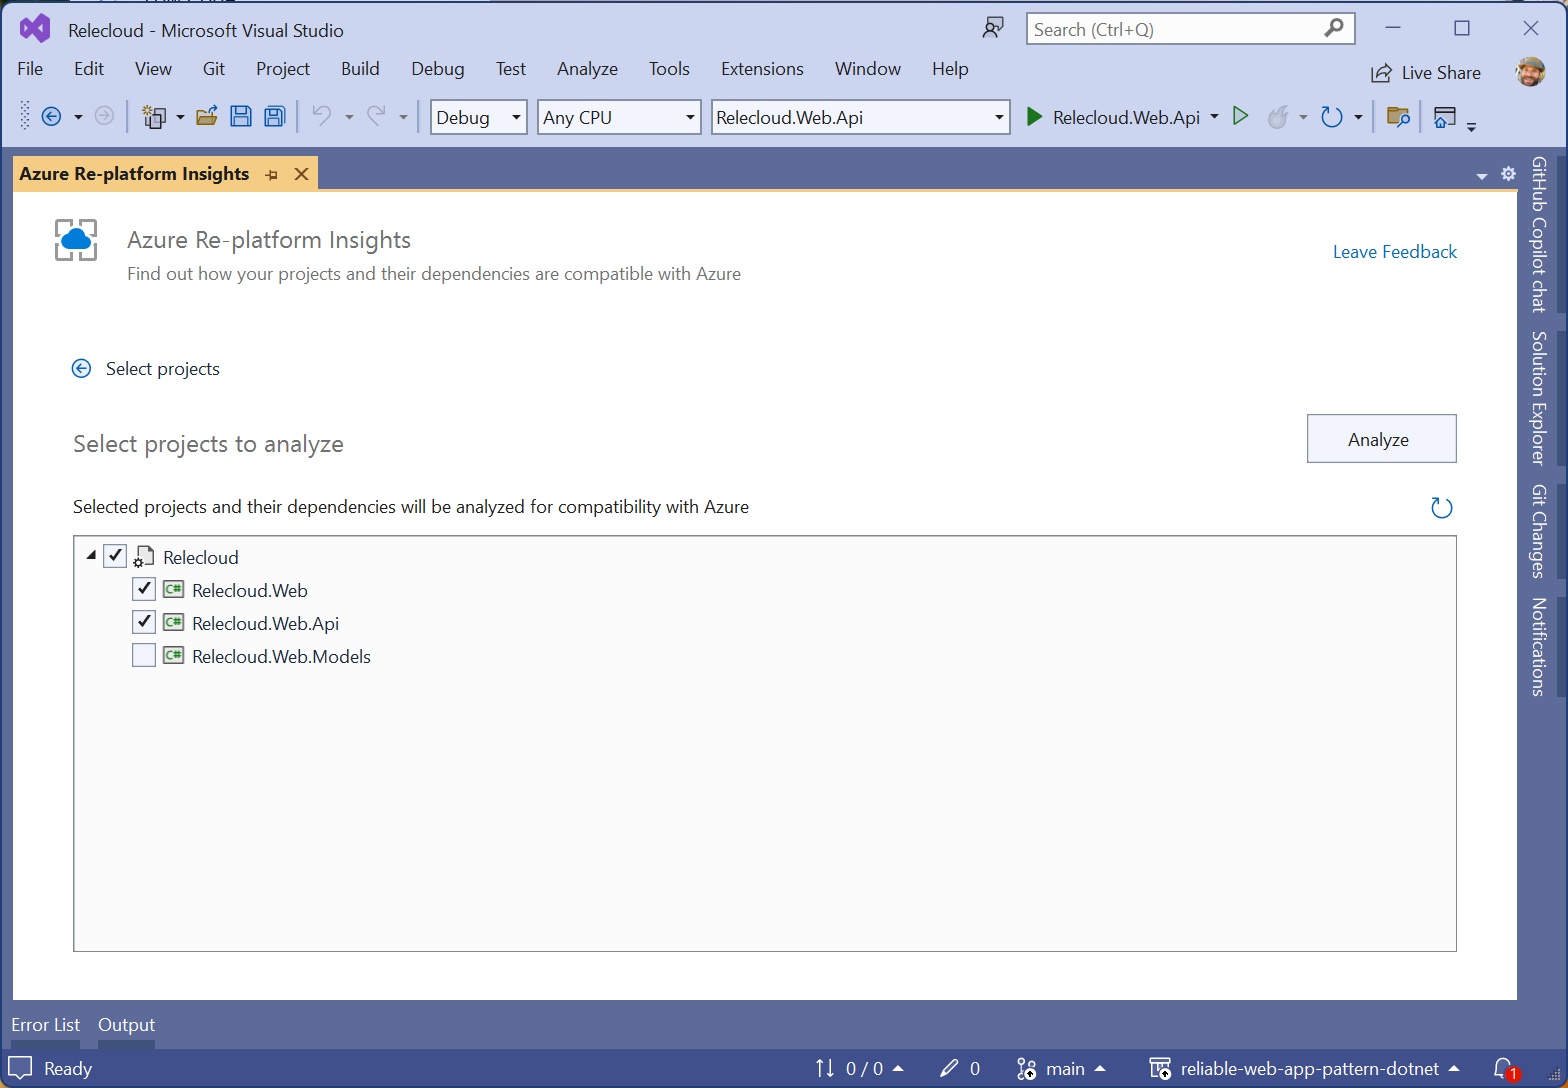 Relecloud - Microsoft Visual Studio
Search (Ctrl+Q)
File Edit View Git Project Build Debug Test Analyze Tools Extensions Window Help
Live Share
Debug Any CPU Relecloud.Web.Api Relecloud.Web.Api
Azure Re-platform Insights
Azure Re-platform Insights
Find out how your projects and their dependencies are compatible with Azure
Leave Feedback
Select projects
Select projects to analyze
Analyze
Selected projects and their dependencies will be analyzed for compatibility with Azure
Relecloud
C# Relecloud.Web
C# Relecloud.Web.Api
C# Relecloud.Web.Models
GitHub Copilot chat
Solution Explorer
Git Changes
Notifications
Error List Output
Ready
0 / 0
0
main
reliable-web-app-pattern-dotnet
1